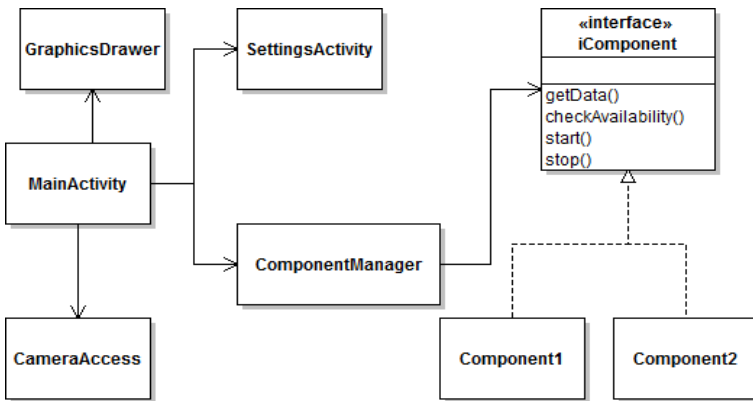 «interface»
iComponent
GraphicsDrawer
SettingsActivity
getData()
checkAvailability()
start()
stop()
MainActivity
ComponentManager
CameraAccess
Component1
Component2